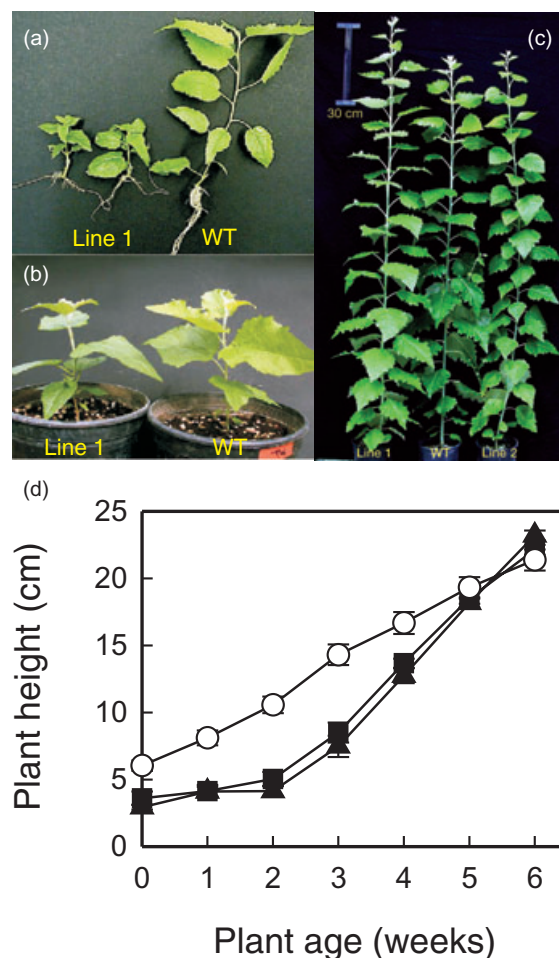 (a)
Line 1
WT
(b)
Line 1
WT
(c)
30 cm
Line 1
WT
Line 2
(d)
Plant height (cm)
25
20
15
10
5
0
0 1 2 3 4 5 6
Plant age (weeks)